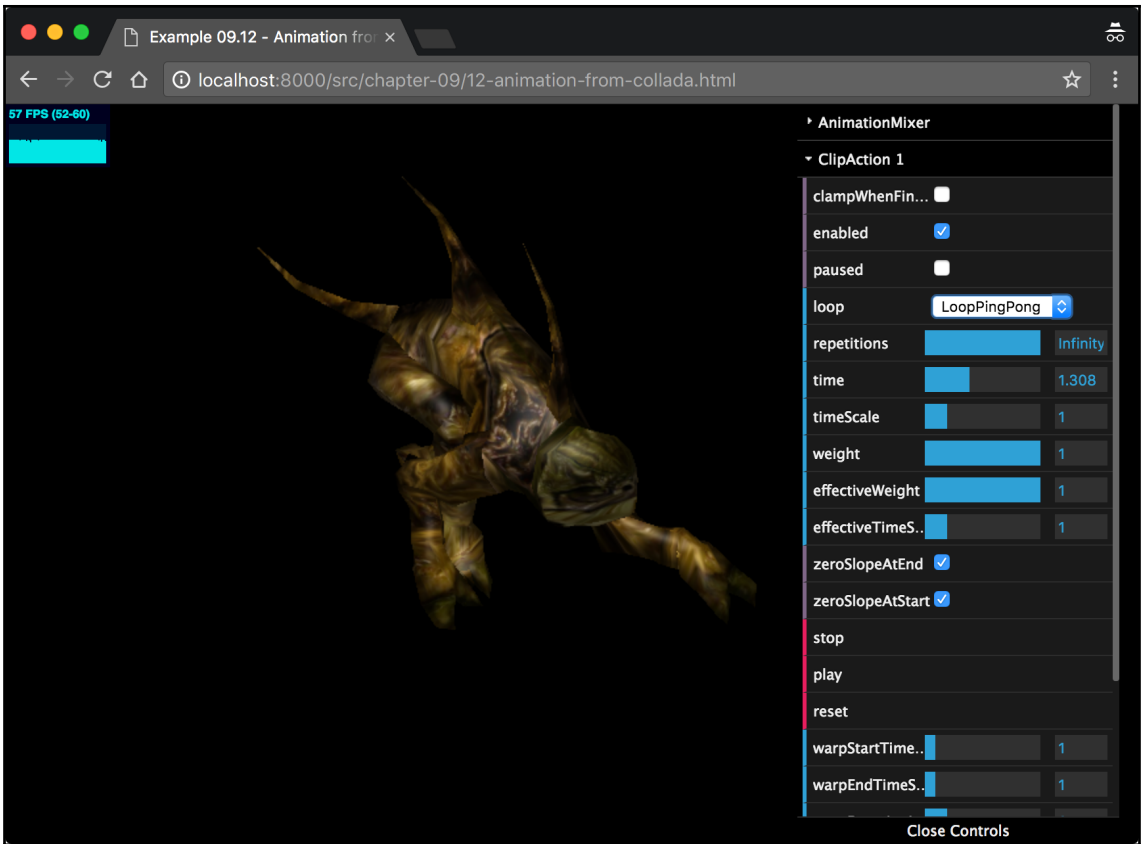 Example 09.12 - Animation fro
localhost:8000/src/chapter-09/12-animation-from-collada.html
57 FPS (52-60)
AnimationMixer
ClipAction 1
clampWhenFin...
enabled
paused
loop LoopPingPong
repetitions Infinity
time 1.308
timeScale 1
weight 1
effectiveWeight 1
effectiveTimeS.. 1
zeroSlopeAtEnd
zeroSlopeAtStart
stop
play
reset
warpStartTime.. 1
warpEndTimeS.. 1
Close Controls